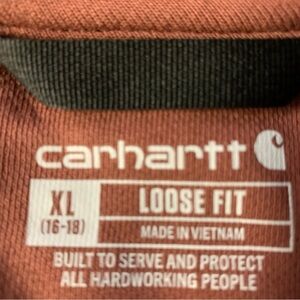 carhartt
XL
(16-18)
LOOSE FIT
MADE IN VIETNAM
BUILT TO SERVE AND PROTECT
ALL HARDWORKING PEOPLE